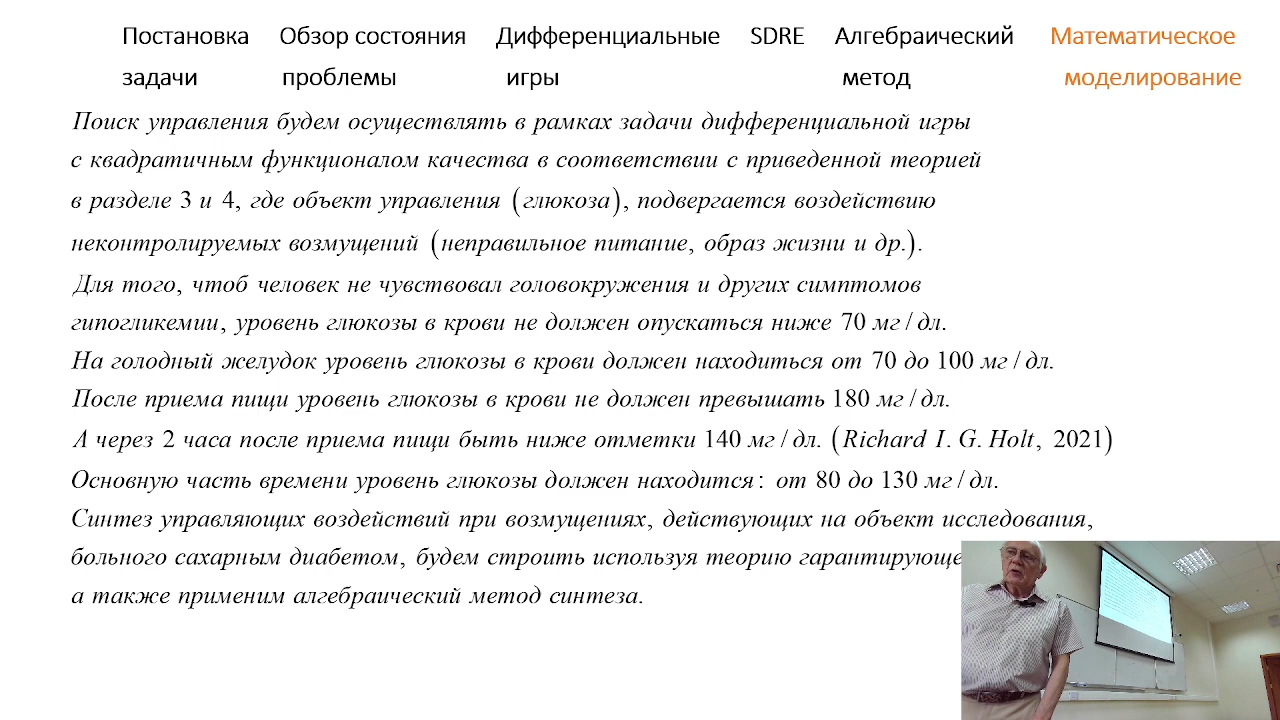 Постановка Обзор состояния Дифференциальные SDRE Алгебраический Математическое
задачи проблемы игры метод моделирование
Поиск управления будем осуществлять в рамках задачи дифференциальной игры
с квадратичным функционалом качества в соответствии с приведенной теорией
в разделе 3 и 4, где объект управления (глюкоза), подвергается воздействию
неконтролируемых возмущений (неправильное питание, образ жизни и др.).
Для того, чтоб человек не чувствовал головокружения и других симптомов
гипогликемии, уровень глюкозы в крови не должен опускаться ниже 70 мг / дл.
На голодный желудок уровень глюкозы в крови должен находиться от 70 до 100 мг / дл.
После приема пищи уровень глюкозы в крови не должен превышать 180 мг / дл.
А через 2 часа после приема пищи быть ниже отметки 140 мг / дл. (Richard I. G. Holt, 2021)
Основную часть времени уровень глюкозы должен находится : от 80 до 130 мг / дл.
Синтез управляющих воздействий при возмущениях, действующих на объект исследования,
больного сахарным диабетом, будем строить используя теорию
а также применим алгебраический метод синтеза.